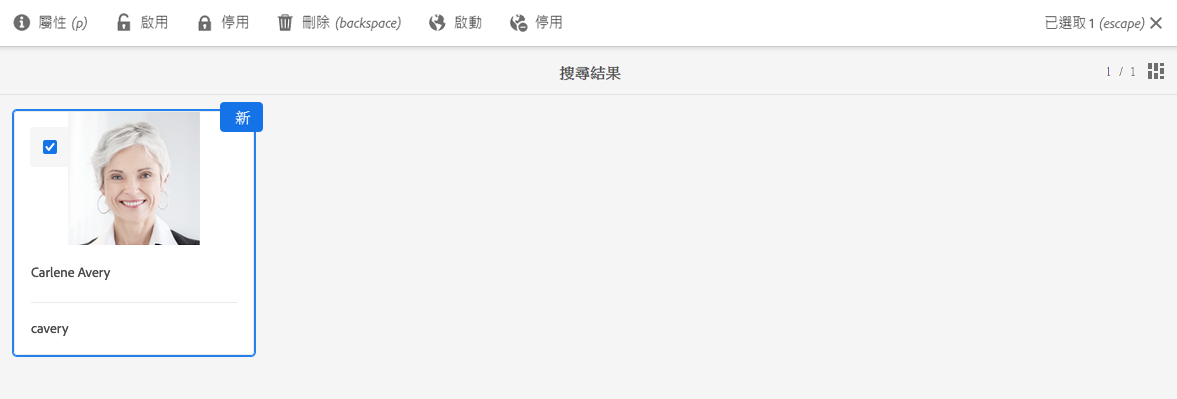 屬性 (p) 啟用 停用 刪除 (backspace) 啟動 停用 已選取 1 (escape)
搜尋結果 1 / 1
新
Carlene Avery
cavery